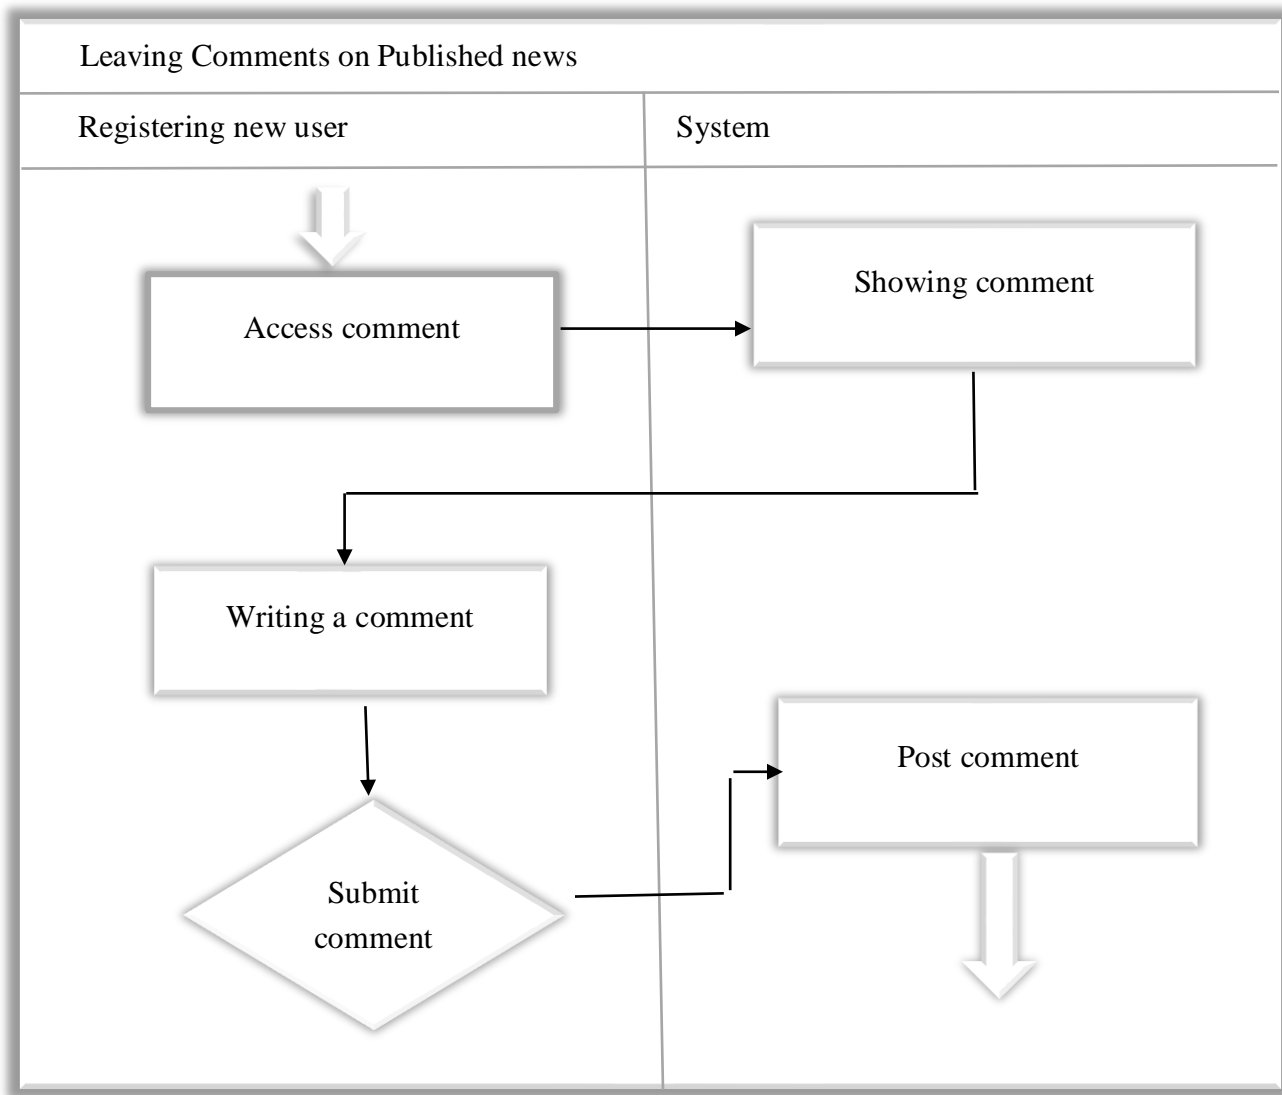 Leaving Comments on Published news
Registering new user
System
Access comment
Showing comment
Writing a comment
Submit
comment
Post comment